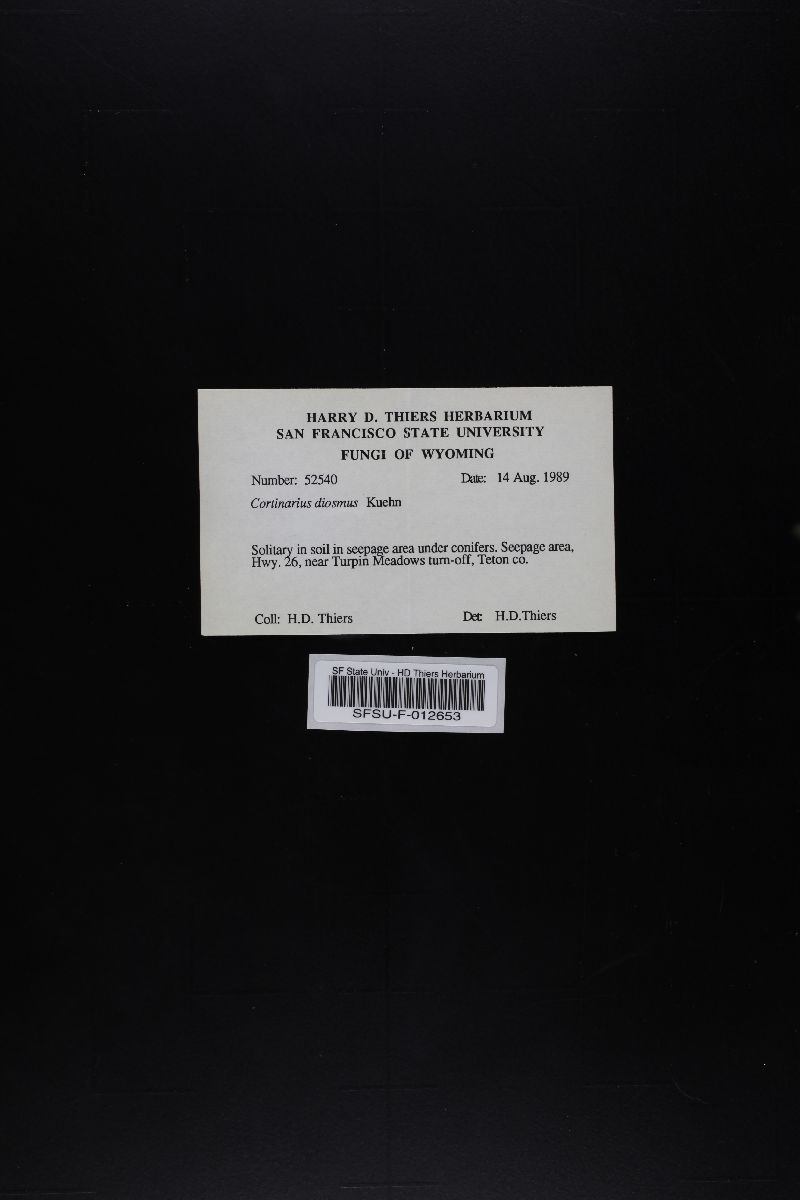 HARRY D. THIERS HERBARIUM
SAN FRANCISCO STATE UNIVERSITY
FUNGI OF WYOMING
Number: 52540 Date: 14 Aug. 1989
Cortinarius diosmus Kuehn
Solitary in soil in seepage area under conifers. Seepage area,
Hwy. 26, near Turpin Meadows turn-off, Teton co.
Coll: H.D. Thiers Det: H.D.Thiers
SF State Univ - HD Thiers Herbarium
SFSU-F-012653